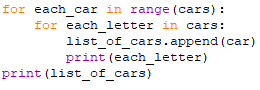 for each_car in range(cars):
    for each_letter in cars:
        list_of_cars.append(car)
        print(each_letter)
print(list_of_cars)